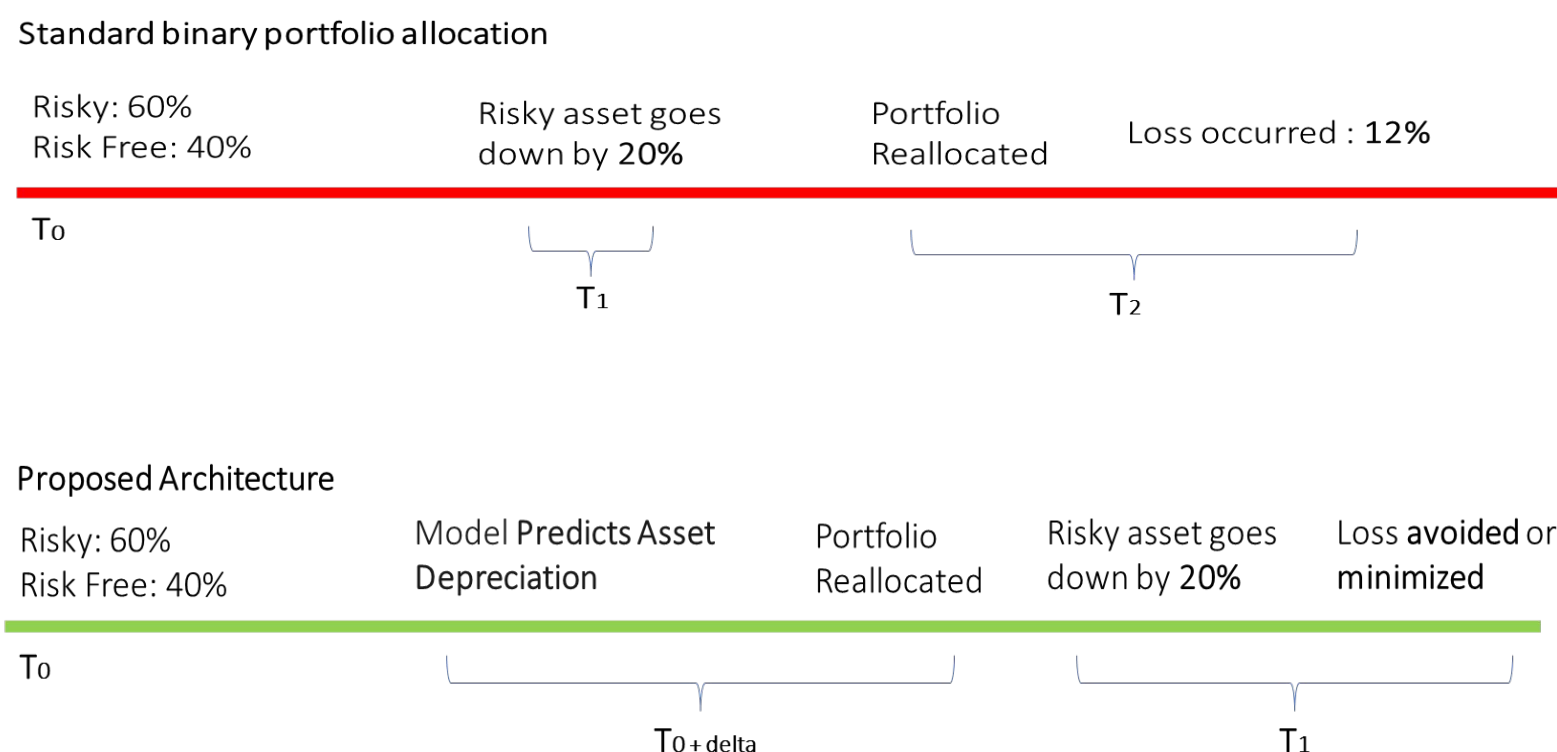 Standard binary portfolio allocation
Risky: 60%
Risk Free: 40%
Risky asset goes
down by 20%
Portfolio
Reallocated
Loss occurred : 12%
T0
T1
T2
Proposed Architecture
Risky: 60%
Risk Free: 40%
Model Predicts Asset
Depreciation
Portfolio
Reallocated
Risky asset goes
down by 20%
Loss avoided or
minimized
T0
T0 + delta
T1